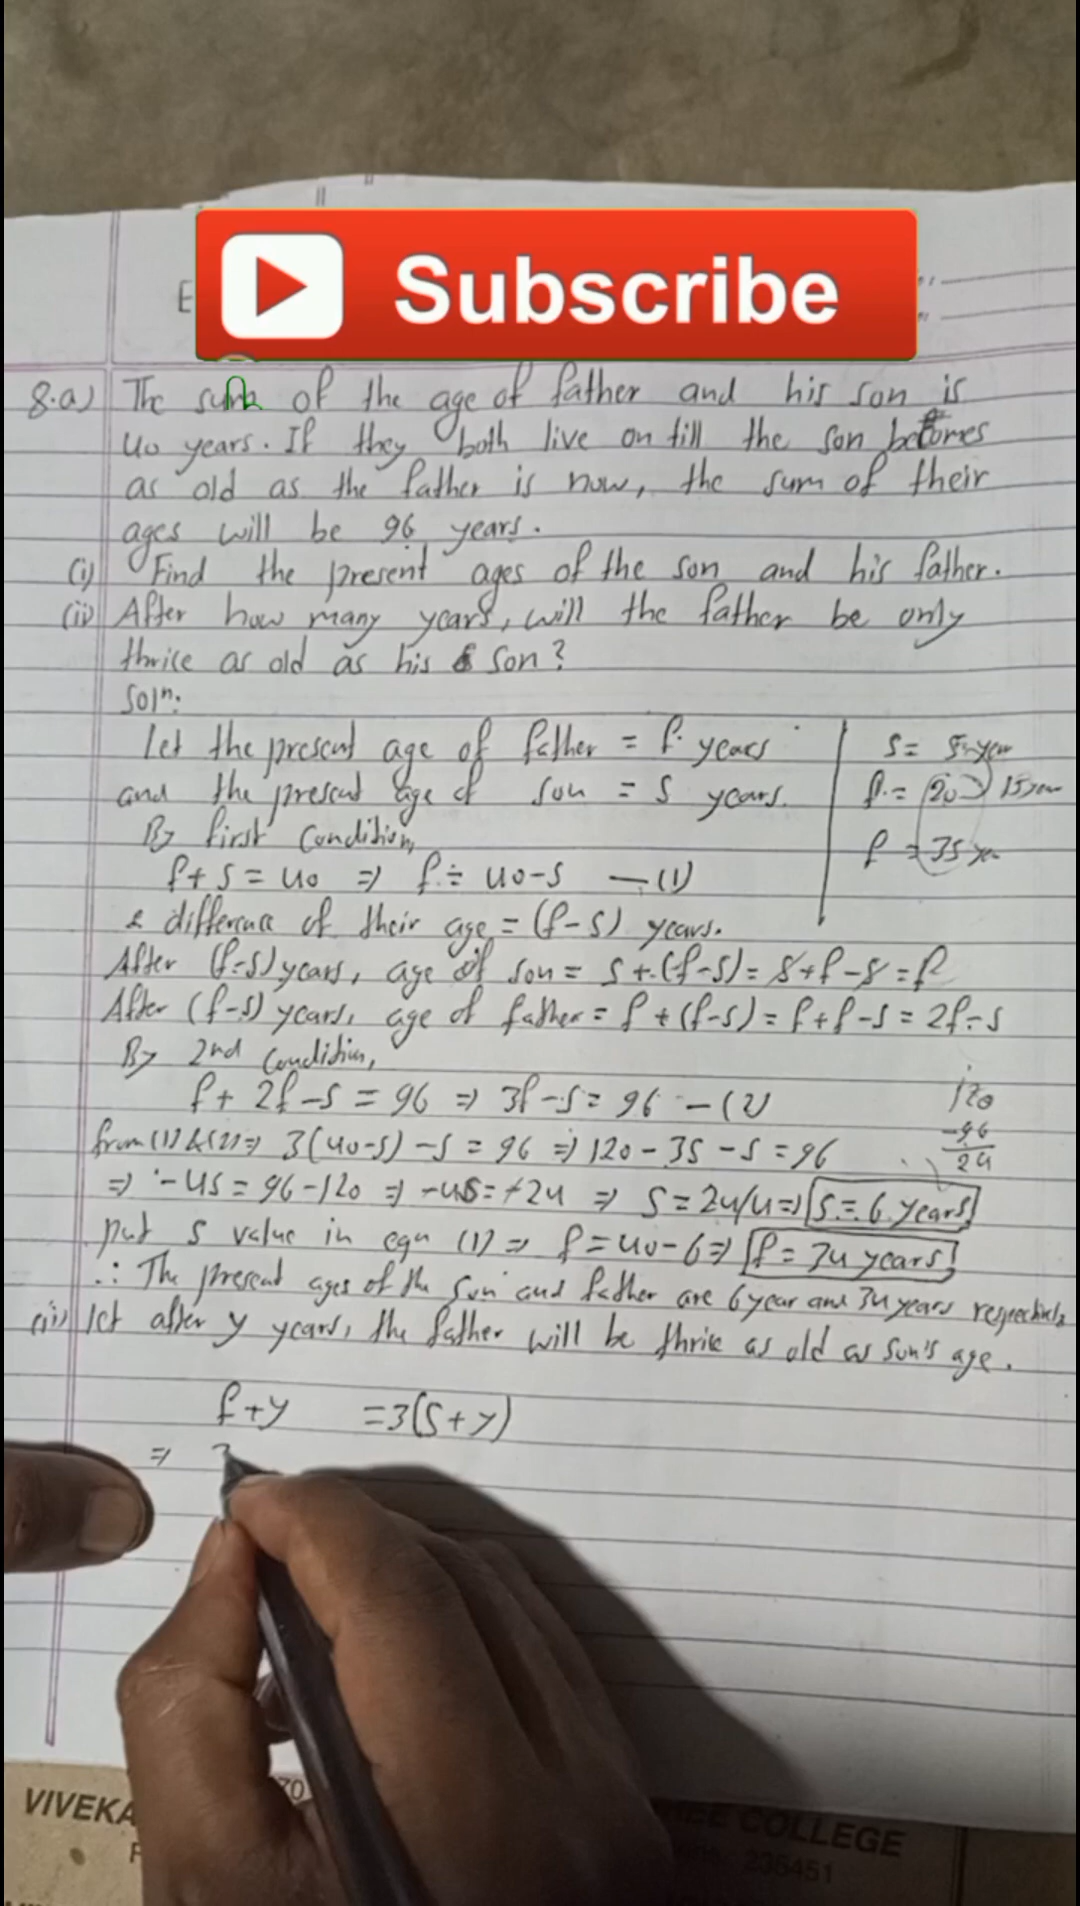 Subscribe
E
8.a) The sum of the age of father and his son is
40 years. If they both live on till the son becomes
as old as the father is now, the sum of their
ages will be 96 years.
(i) Find the present ages of the son and his father.
(ii) After how many years, will the father be only
thrice as old as his son?
Solⁿ:
Let the present age of father = f years
and the present age of son = s years.
s = 5 year
f = 20 15 year
f = 35
By first condition,
f + s = 40 ⇒ f = 40 - s — (1)
& difference of their age = (f-s) years.
After (f-s) years, age of son = s + (f-s) = s + f - s = f
After (f-s) years, age of father = f + (f-s) = f + f - s = 2f - s
By 2nd condition,
f + 2f - s = 96 ⇒ 3f - s = 96 — (2)
120
-96
24
from (1) & (2) ⇒ 3(40-s) - s = 96 ⇒ 120 - 3s - s = 96
⇒ -4s = 96 - 120 ⇒ -4s = +24 ⇒ s = 24/4 ⇒ s = 6 years
put s value in eqn (1) ⇒ f = 40 - 6 ⇒ f = 34 years
∴ The present ages of the son and father are 6 year and 34 years respectively
(ii) let after y years, the father will be thrice as old as son's age.
f + y = 3(s + y)
⇒ 3
VIVEKA
70
COLLEGE
236451